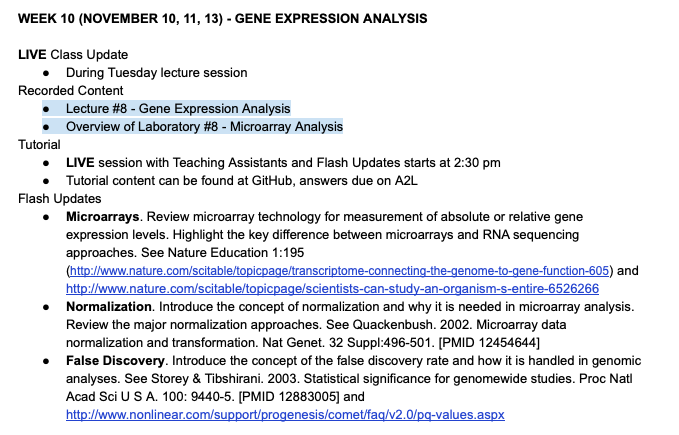 WEEK 10 (NOVEMBER 10, 11, 13) - GENE EXPRESSION ANALYSIS
LIVE Class Update
● During Tuesday lecture session
Recorded Content
● Lecture #8 - Gene Expression Analysis
● Overview of Laboratory #8 - Microarray Analysis
Tutorial
● LIVE session with Teaching Assistants and Flash Updates starts at 2:30 pm
● Tutorial content can be found at GitHub, answers due on A2L
Flash Updates
● Microarrays. Review microarray technology for measurement of absolute or relative gene
expression levels. Highlight the key difference between microarrays and RNA sequencing
approaches. See Nature Education 1:195
(http://www.nature.com/scitable/topicpage/transcriptome-connecting-the-genome-to-gene-function-605) and
http://www.nature.com/scitable/topicpage/scientists-can-study-an-organism-s-entire-6526266
● Normalization. Introduce the concept of normalization and why it is needed in microarray analysis.
Review the major normalization approaches. See Quackenbush. 2002. Microarray data
normalization and transformation. Nat Genet. 32 Suppl:496-501. [PMID 12454644]
● False Discovery. Introduce the concept of the false discovery rate and how it is handled in genomic
analyses. See Storey & Tibshirani. 2003. Statistical significance for genomewide studies. Proc Natl
Acad Sci U S A. 100: 9440-5. [PMID 12883005] and
http://www.nonlinear.com/support/progenesis/comet/faq/v2.0/pq-values.aspx